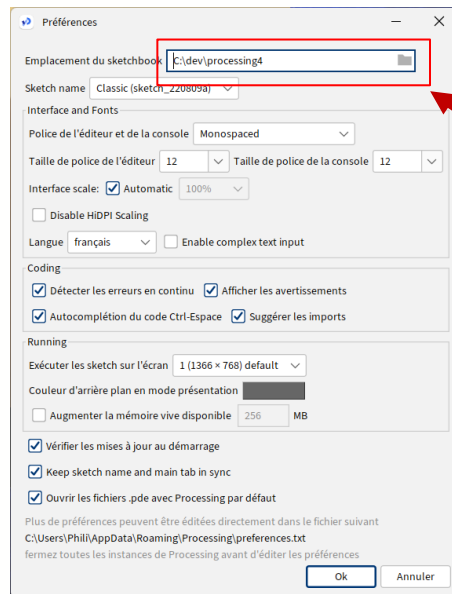 Préférences
Emplacement du sketchbook C:\dev\processing4
Sketch name Classic (sketch_220809a)
Interface and Fonts
Police de l'éditeur et de la console Monospaced
Taille de police de l'éditeur 12 Taille de police de la console 12
Interface scale: Automatic 100%
Disable HiDPI Scaling
Langue français Enable complex text input
Coding
Détecter les erreurs en continu Afficher les avertissements
Autocomplétion du code Ctrl-Espace Suggérer les imports
Running
Exécuter les sketch sur l'écran 1 (1366 × 768) default
Couleur d'arrière plan en mode présentation
Augmenter la mémoire vive disponible 256 MB
Vérifier les mises à jour au démarrage
Keep sketch name and main tab in sync
Ouvrir les fichiers .pde avec Processing par défaut
Plus de préférences peuvent être éditées directement dans le fichier suivant
C:\Users\Phili\AppData\Roaming\Processing\preferences.txt
fermez toutes les instances de Processing avant d'éditer les préférences
Ok Annuler